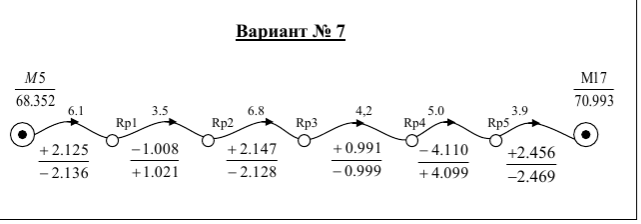 Вариант № 7
M5 M17
68.352 70.993
6.1 3.5 6.8 4,2 5.0 3.9
Rp1 Rp2 Rp3 Rp4 Rp5
+2.125 −1.008 +2.147 +0.991 −4.110 +2.456
−2.136 +1.021 −2.128 −0.999 +4.099 −2.469